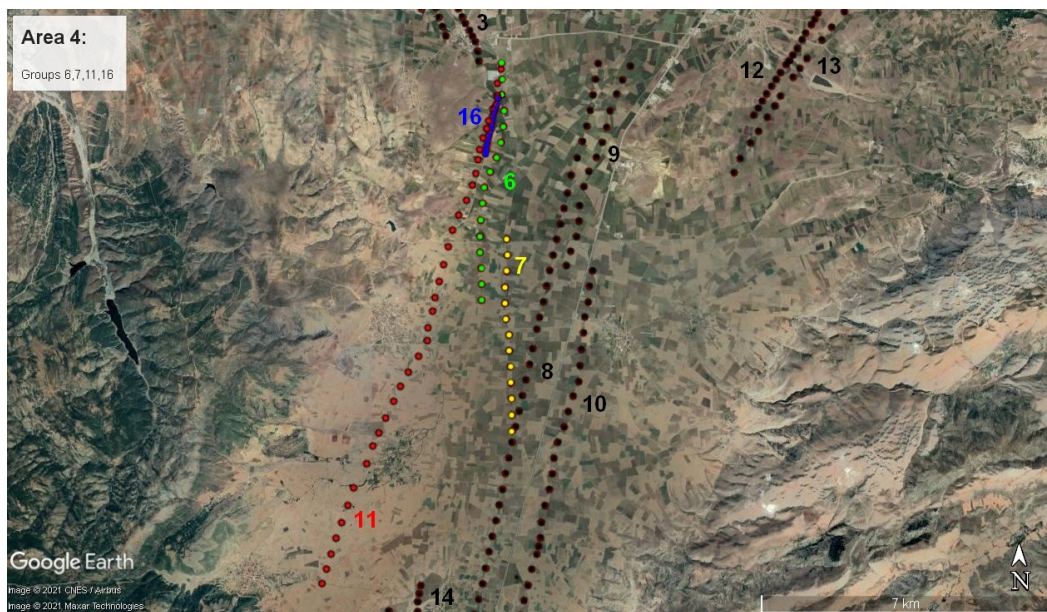 Area 4:
Groups 6,7,11,16
3
12
13
16
9
6
7
8
10
11
14
Google Earth
Image © 2021 CNES / Airbus
Image © 2021 Maxar Technologies
7 km
N